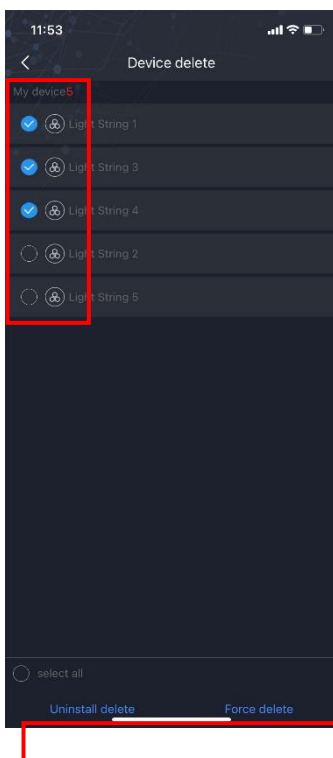 11:53
Device delete
My device5
Light String 1
Light String 3
Light String 4
Light String 2
Light String 5
select all
Uninstall delete Force delete